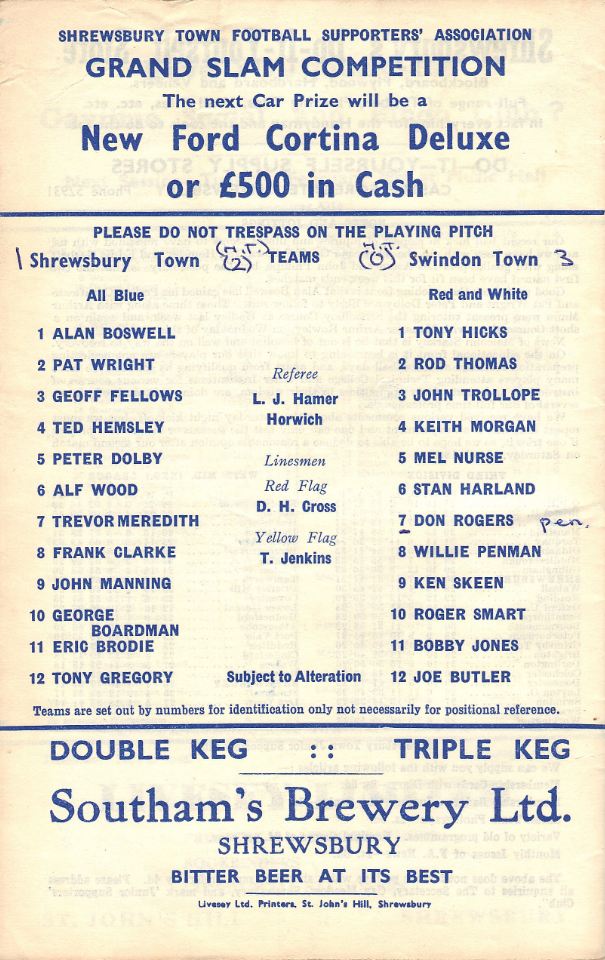 SHREWSBURY TOWN FOOTBALL SUPPORTERS' ASSOCIATION
GRAND SLAM COMPETITION
The next Car Prize will be a
New Ford Cortina Deluxe
or £500 in Cash
PLEASE DO NOT TRESPASS ON THE PLAYING PITCH
(H.T.) H.T.
1 Shrewsbury Town (2) TEAMS (0) Swindon Town 3
All Blue Red and White
1 ALAN BOSWELL
2 PAT WRIGHT
3 GEOFF FELLOWS
4 TED HEMSLEY
5 PETER DOLBY
6 ALF WOOD
7 TREVOR MEREDITH
8 FRANK CLARKE
9 JOHN MANNING
10 GEORGE
BOARDMAN
11 ERIC BRODIE
12 TONY GREGORY
Referee
L. J. Hamer
Horwich
Linesmen
Red Flag
D. H. Cross
Yellow Flag
T. Jenkins
Subject to Alteration
1 TONY HICKS
2 ROD THOMAS
3 JOHN TROLLOPE
4 KEITH MORGAN
5 MEL NURSE
6 STAN HARLAND
7 DON ROGERS pen.
8 WILLIE PENMAN
9 KEN SKEEN
10 ROGER SMART
11 BOBBY JONES
12 JOE BUTLER
Teams are set out by numbers for identification only not necessarily for positional reference.
DOUBLE KEG :: TRIPLE KEG
Southam's Brewery Ltd.
SHREWSBURY
BITTER BEER AT ITS BEST
Livesey Ltd. Printers, St. John's Hill, Shrewsbury